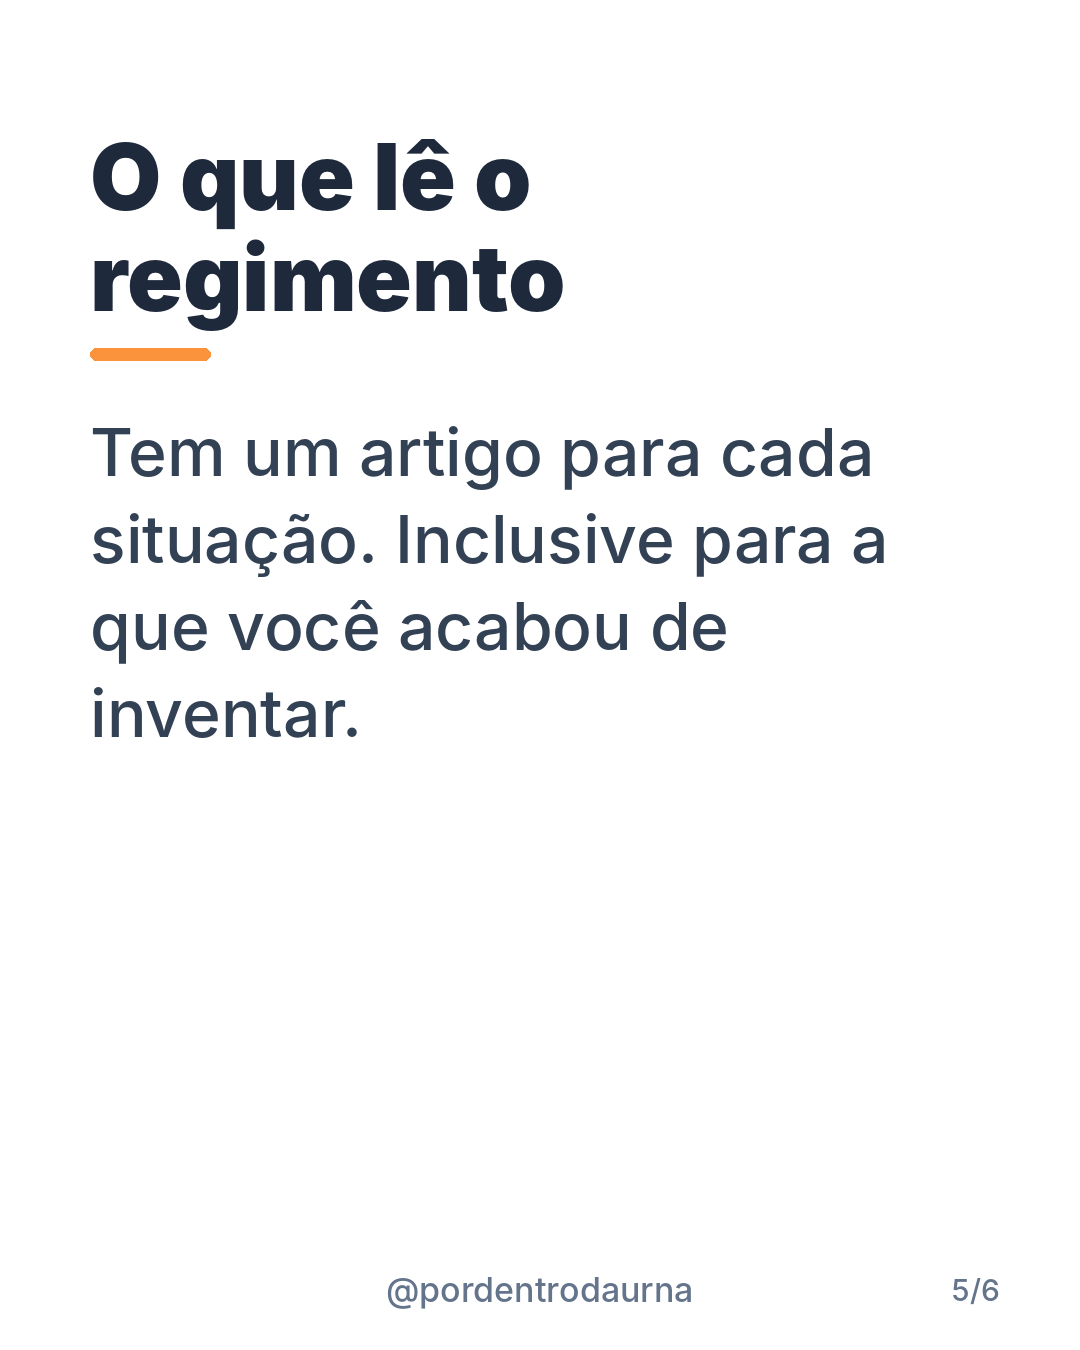 O que lê o
regimento
Tem um artigo para cada
situação. Inclusive para a
que você acabou de
inventar.
@pordentrodaurna
5/6